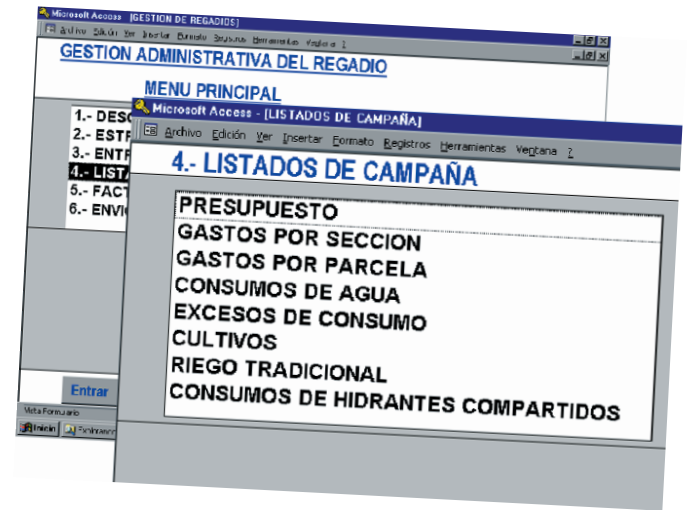 Microsoft Access - [GESTION DE REGADIOS]
Archivo Edición Ver Insertar Formato Registros Herramientas Ventana ?
GESTION ADMINISTRATIVA DEL REGADIO
MENU PRINCIPAL
1.- DESC
2.- ESTR
3.- ENTR
4.- LISTA
5.- FACT
6.- ENVI
Entrar
Vista Formulario
Inicio
Microsoft Access - [LISTADOS DE CAMPAÑA]
Archivo Edición Ver Insertar Formato Registros Herramientas Ventana ?
4.- LISTADOS DE CAMPAÑA
PRESUPUESTO
GASTOS POR SECCION
GASTOS POR PARCELA
CONSUMOS DE AGUA
EXCESOS DE CONSUMO
CULTIVOS
RIEGO TRADICIONAL
CONSUMOS DE HIDRANTES COMPARTIDOS